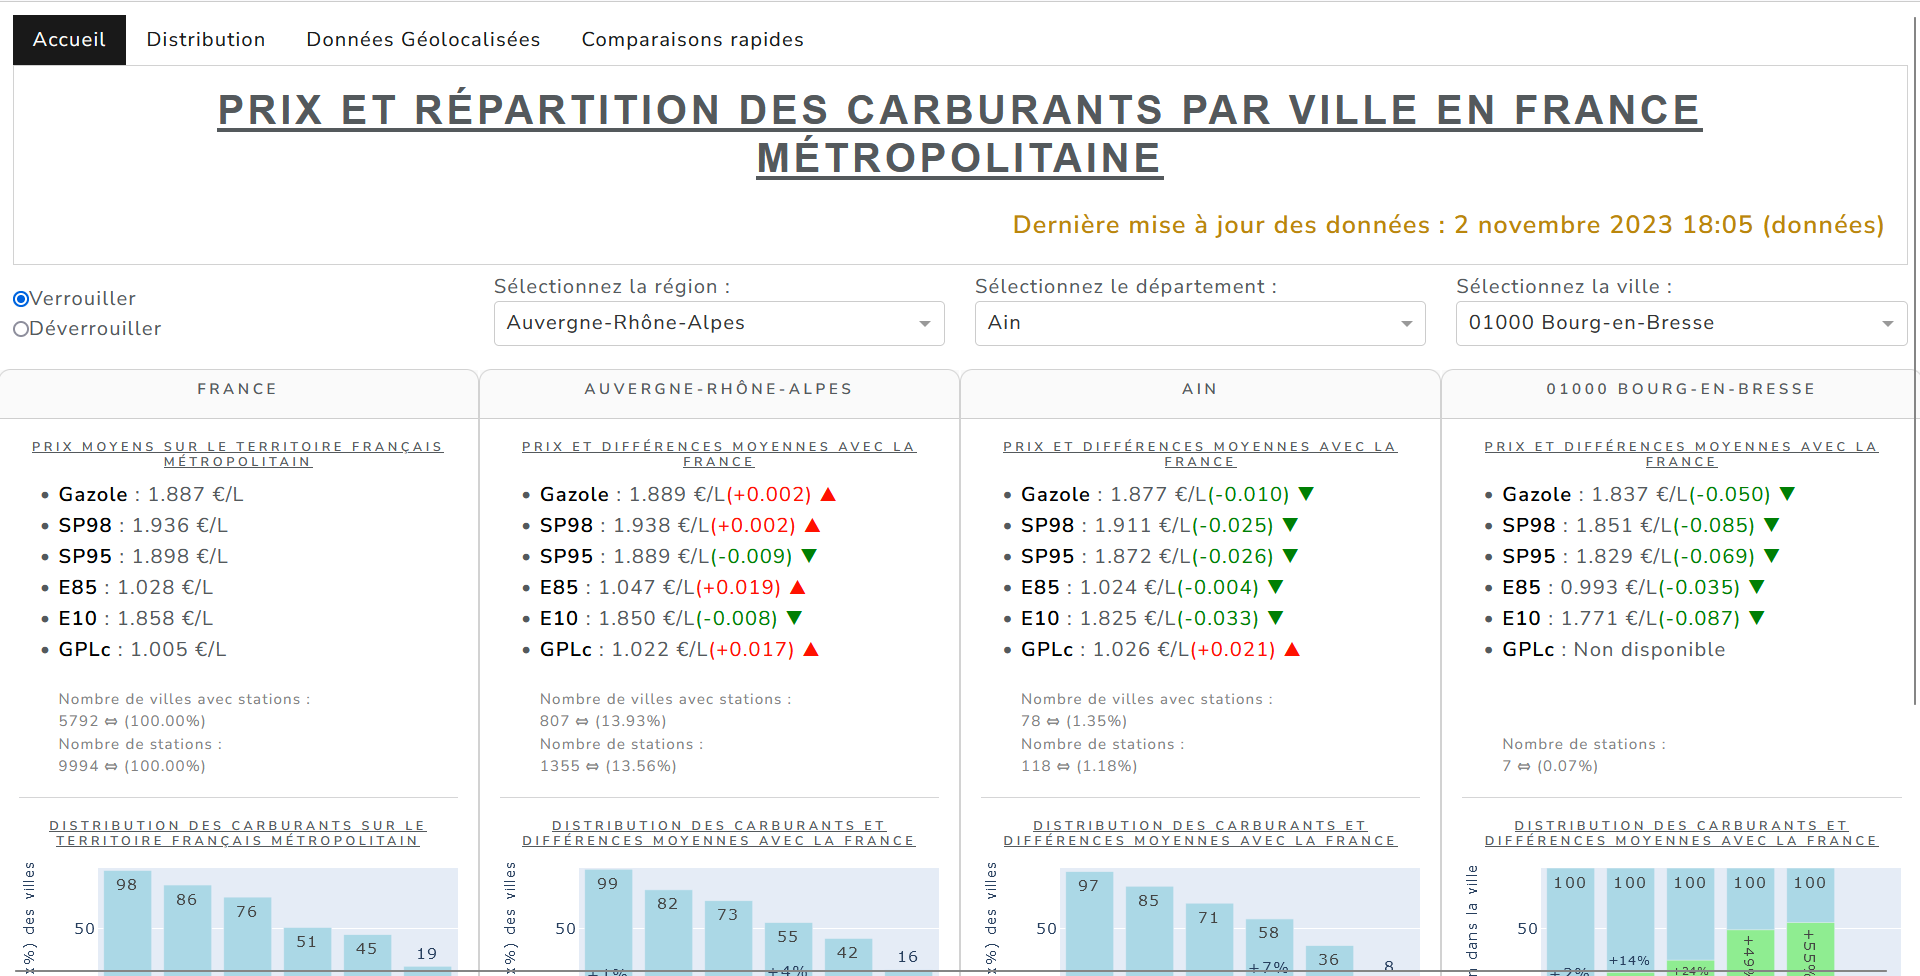 Accueil Distribution Données Géolocalisées Comparaisons rapides
PRIX ET RÉPARTITION DES CARBURANTS PAR VILLE EN FRANCE
MÉTROPOLITAINE
Dernière mise à jour des données : 2 novembre 2023 18:05 (données)
Verrouiller
Déverrouiller
Sélectionnez la région :
Auvergne-Rhône-Alpes
Sélectionnez le département :
Ain
Sélectionnez la ville :
01000 Bourg-en-Bresse
FRANCE
PRIX MOYENS SUR LE TERRITOIRE FRANÇAIS
MÉTROPOLITAIN
• Gazole : 1.887 €/L
• SP98 : 1.936 €/L
• SP95 : 1.898 €/L
• E85 : 1.028 €/L
• E10 : 1.858 €/L
• GPLc : 1.005 €/L
Nombre de villes avec stations :
5792 ⇔ (100.00%)
Nombre de stations :
9994 ⇔ (100.00%)
DISTRIBUTION DES CARBURANTS SUR LE
TERRITOIRE FRANÇAIS MÉTROPOLITAIN
%) des villes
50
98
86
76
51
45
19
AUVERGNE-RHÔNE-ALPES
PRIX ET DIFFÉRENCES MOYENNES AVEC LA
FRANCE
• Gazole : 1.889 €/L(+0.002) ▲
• SP98 : 1.938 €/L(+0.002) ▲
• SP95 : 1.889 €/L(-0.009) ▼
• E85 : 1.047 €/L(+0.019) ▲
• E10 : 1.850 €/L(-0.008) ▼
• GPLc : 1.022 €/L(+0.017) ▲
Nombre de villes avec stations :
807 ⇔ (13.93%)
Nombre de stations :
1355 ⇔ (13.56%)
DISTRIBUTION DES CARBURANTS ET
DIFFÉRENCES MOYENNES AVEC LA FRANCE
%) des villes
50
99
82
73
55
42
16
+1%
+4%
AIN
PRIX ET DIFFÉRENCES MOYENNES AVEC LA
FRANCE
• Gazole : 1.877 €/L(-0.010) ▼
• SP98 : 1.911 €/L(-0.025) ▼
• SP95 : 1.872 €/L(-0.026) ▼
• E85 : 1.024 €/L(-0.004) ▼
• E10 : 1.825 €/L(-0.033) ▼
• GPLc : 1.026 €/L(+0.021) ▲
Nombre de villes avec stations :
78 ⇔ (1.35%)
Nombre de stations :
118 ⇔ (1.18%)
DISTRIBUTION DES CARBURANTS ET
DIFFÉRENCES MOYENNES AVEC LA FRANCE
%) des villes
50
97
85
71
58
36
8
+7%
01000 BOURG-EN-BRESSE
PRIX ET DIFFÉRENCES MOYENNES AVEC LA
FRANCE
• Gazole : 1.837 €/L(-0.050) ▼
• SP98 : 1.851 €/L(-0.085) ▼
• SP95 : 1.829 €/L(-0.069) ▼
• E85 : 0.993 €/L(-0.035) ▼
• E10 : 1.771 €/L(-0.087) ▼
• GPLc : Non disponible
Nombre de stations :
7 ⇔ (0.07%)
DISTRIBUTION DES CARBURANTS ET
DIFFÉRENCES MOYENNES AVEC LA FRANCE
dans la ville
50
100
100
100
100
100
+2%
+14%
+24%
+49%
+55%